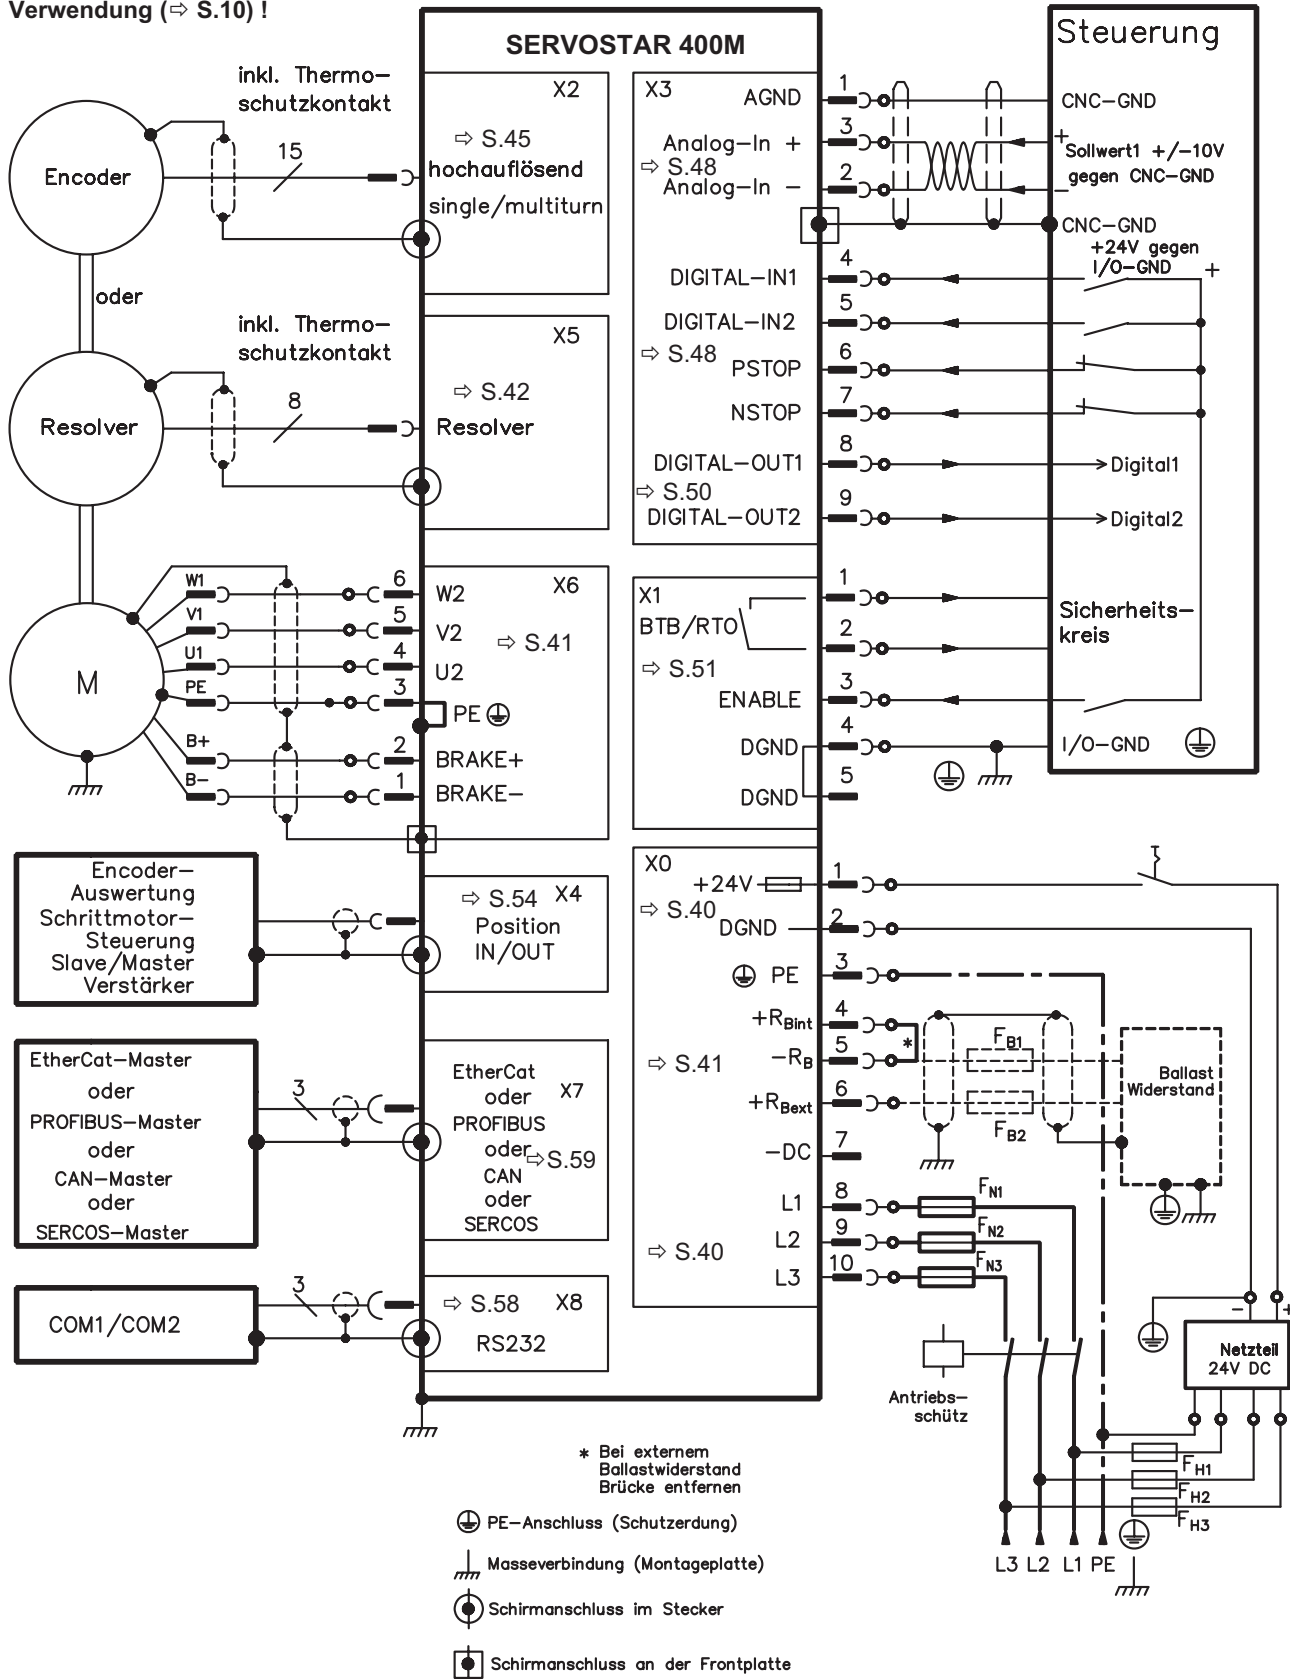 Verwendung (⇨ S.10) !
SERVOSTAR 400M
Steuerung
inkl. Thermo-
schutzkontakt
Encoder
15
X2
⇨ S.45
hochauflösend
single/multiturn
oder
inkl. Thermo-
schutzkontakt
Resolver
8
X5
⇨ S.42
Resolver
M
W1
V1
U1
PE
B+
B-
6
5
4
3
2
1
X6
W2
V2
⇨ S.41
U2
PE
BRAKE+
BRAKE-
Encoder-
Auswertung
Schrittmotor-
Steuerung
Slave/Master
Verstärker
⇨ S.54 X4
Position
IN/OUT
EtherCat-Master
oder
PROFIBUS-Master
oder
CAN-Master
oder
SERCOS-Master
3
EtherCat
oder X7
PROFIBUS
oder ⇨ S.59
CAN
oder
SERCOS
COM1/COM2
3
⇨ S.58 X8
RS232
X3
AGND 1
Analog-In + 3
⇨ S.48
Analog-In - 2
DIGITAL-IN1 4
DIGITAL-IN2 5
⇨ S.48
PSTOP 6
NSTOP 7
DIGITAL-OUT1 8
⇨ S.50
DIGITAL-OUT2 9
CNC-GND
+
Sollwert1 +/-10V
gegen CNC-GND
-
CNC-GND
+24V gegen
I/O-GND +
Digital1
Digital2
X1
BTB/RTO
1
2
⇨ S.51
ENABLE 3
DGND 4
DGND 5
Sicherheits-
kreis
I/O-GND
X0
+24V 1
⇨ S.40
DGND 2
PE 3
+RBint 4
*
⇨ S.41
-RB 5
+RBext 6
-DC 7
L1 8
L2 9
⇨ S.40
L3 10
FB1
FB2
Ballast
Widerstand
FN1
FN2
FN3
Antriebs-
schütz
- +
Netzteil
24V DC
FH1
FH2
FH3
L3 L2 L1 PE
* Bei externem
Ballastwiderstand
Brücke entfernen
PE-Anschluss (Schutzerdung)
Masseverbindung (Montageplatte)
Schirmanschluss im Stecker
Schirmanschluss an der Frontplatte